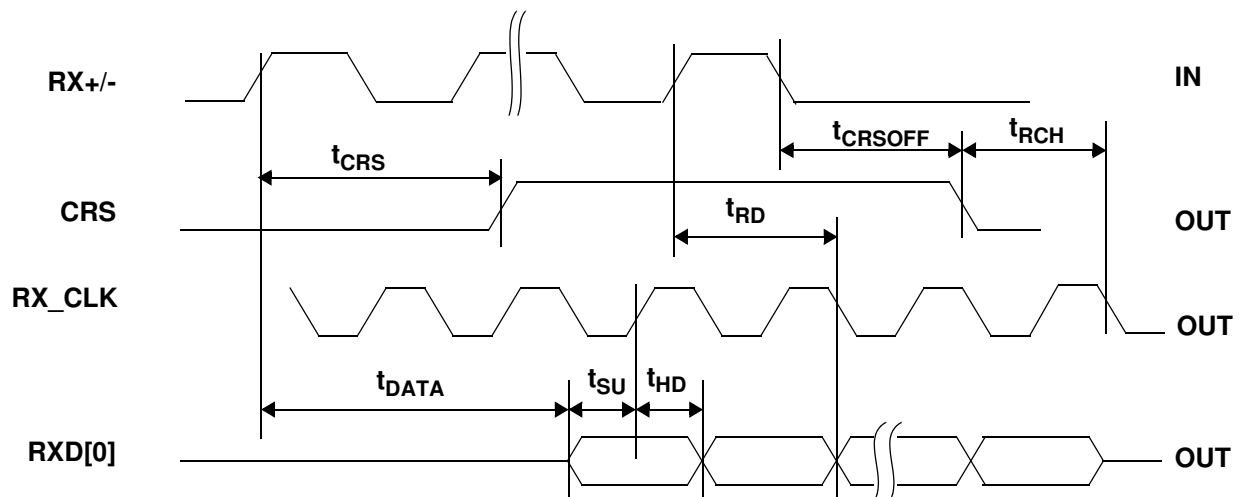 RX+/- IN
tCRSOFF tRCH
tCRS
CRS OUT
tRD
RX_CLK OUT
tDATA tSU tHD
RXD[0] OUT